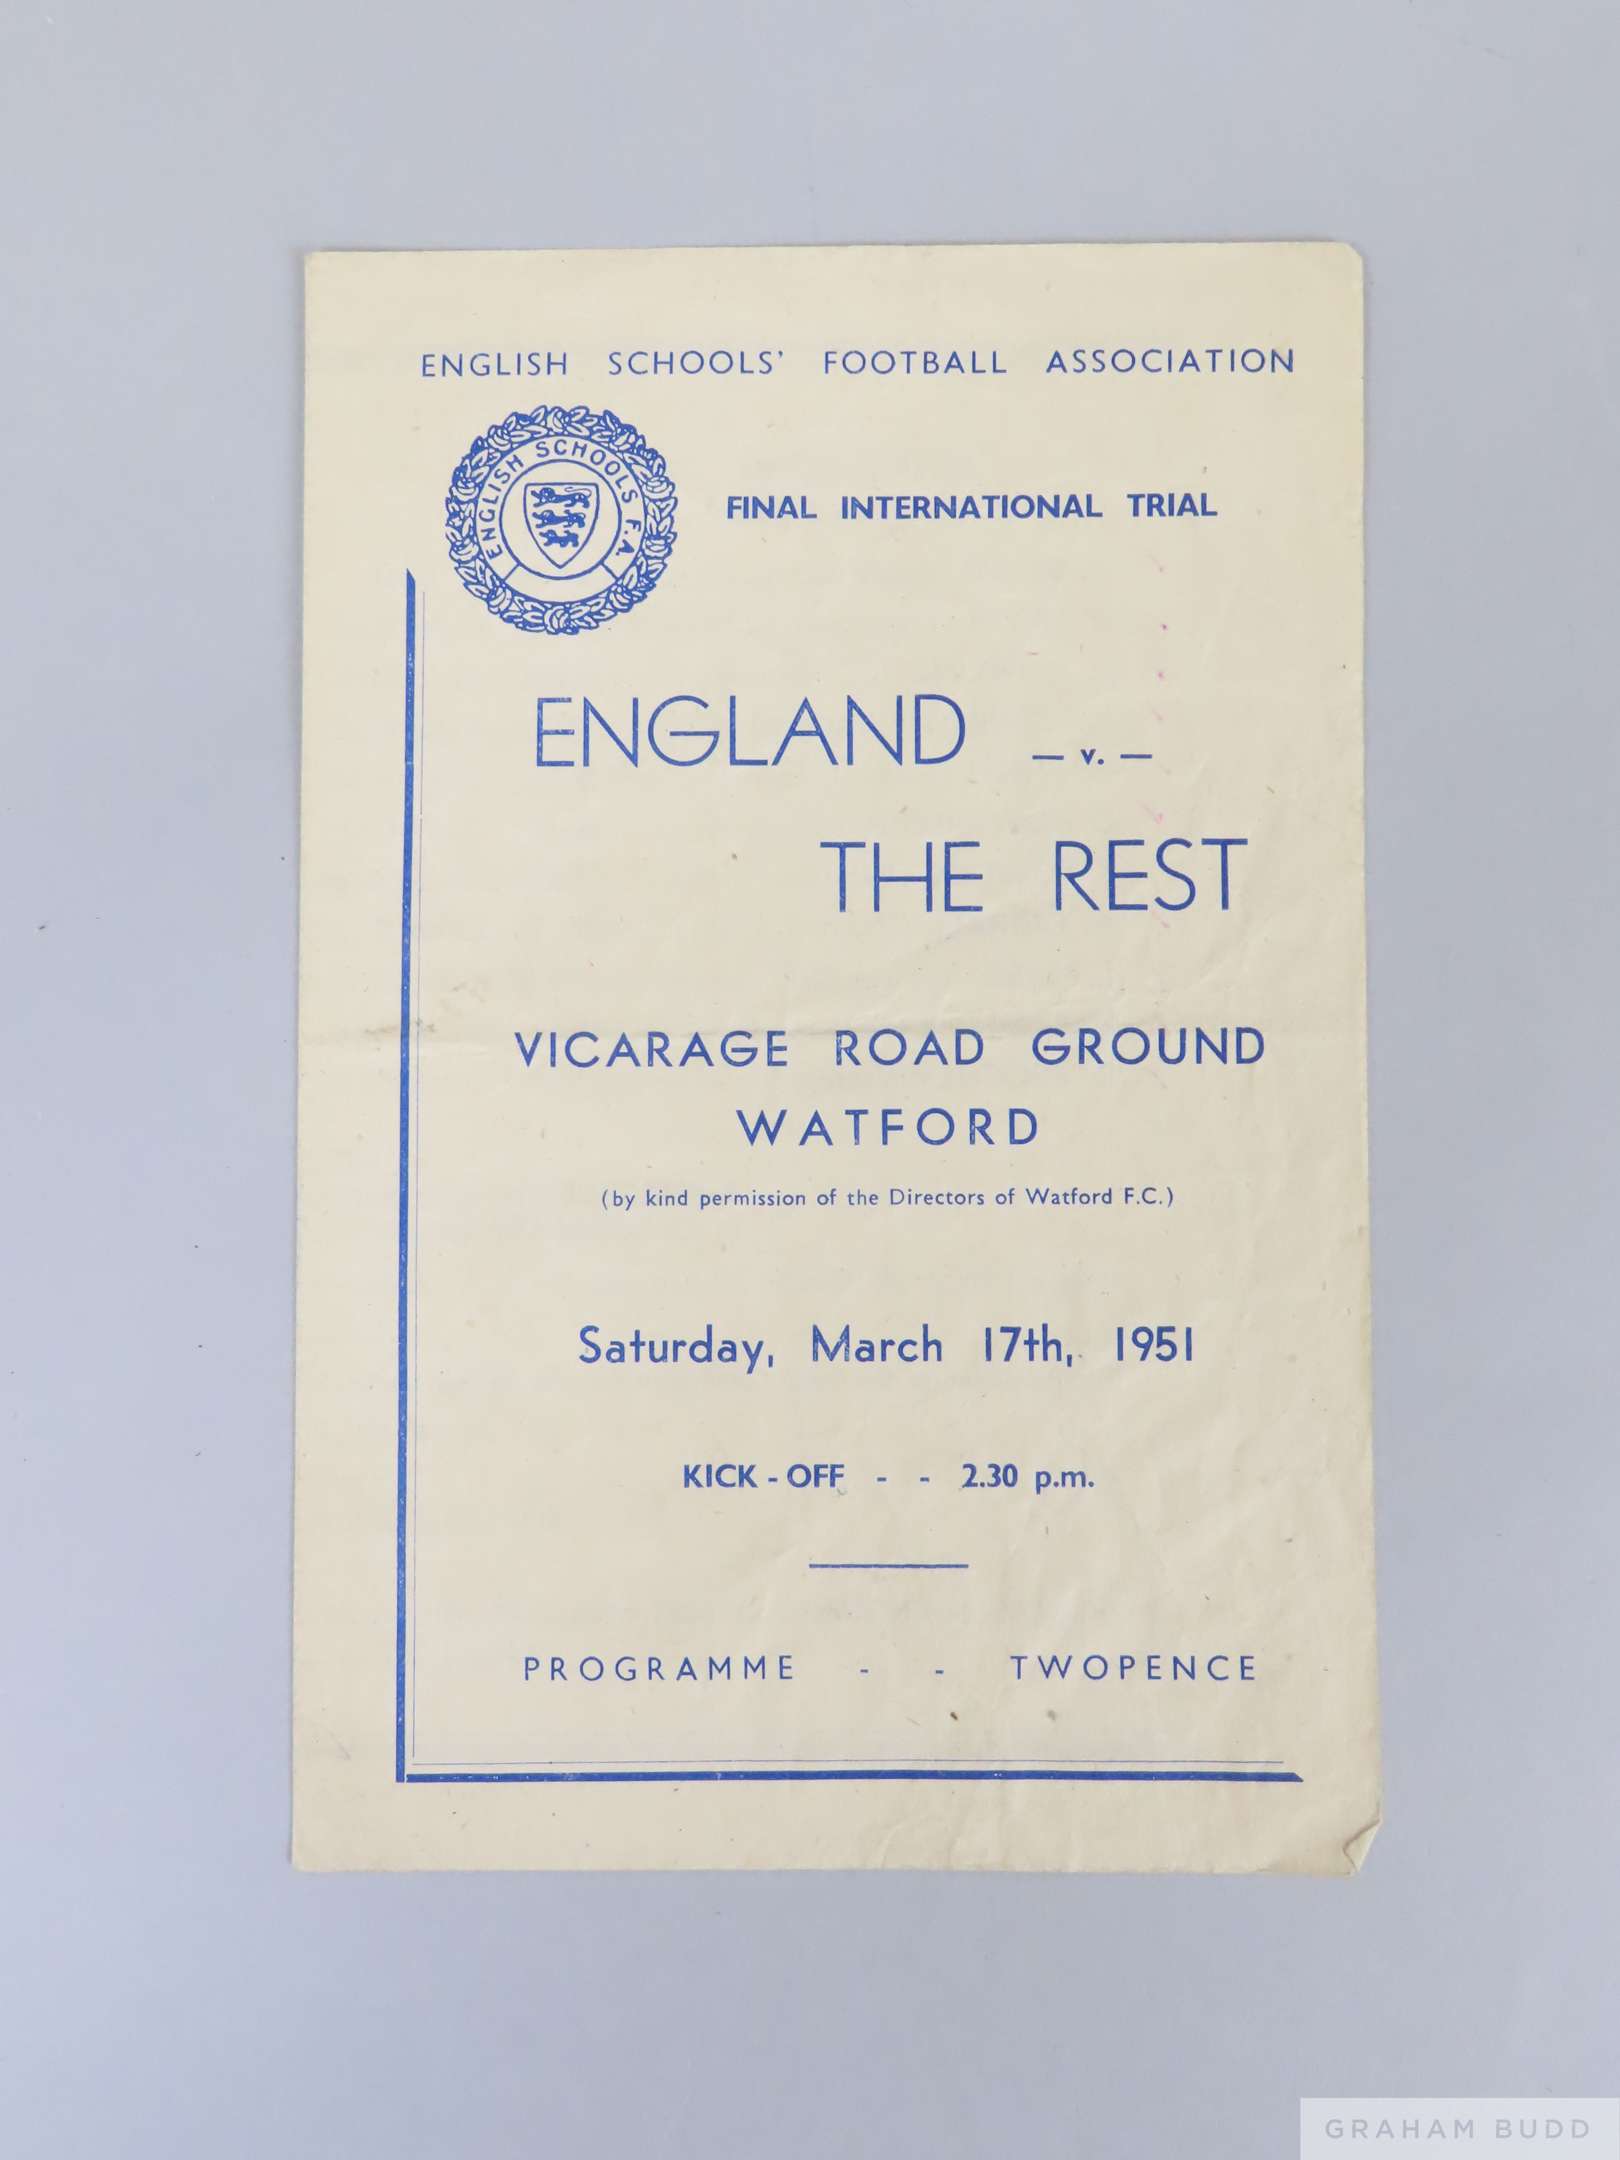 ENGLISH SCHOOLS' FOOTBALL ASSOCIATION
ENGLISH SCHOOLS F.A.
FINAL INTERNATIONAL TRIAL
ENGLAND — v. —
THE REST
VICARAGE ROAD GROUND
WATFORD
(by kind permission of the Directors of Watford F.C.)
Saturday, March 17th, 1951
KICK - OFF - - 2.30 p.m.
PROGRAMME - - TWOPENCE
GRAHAM BUDD